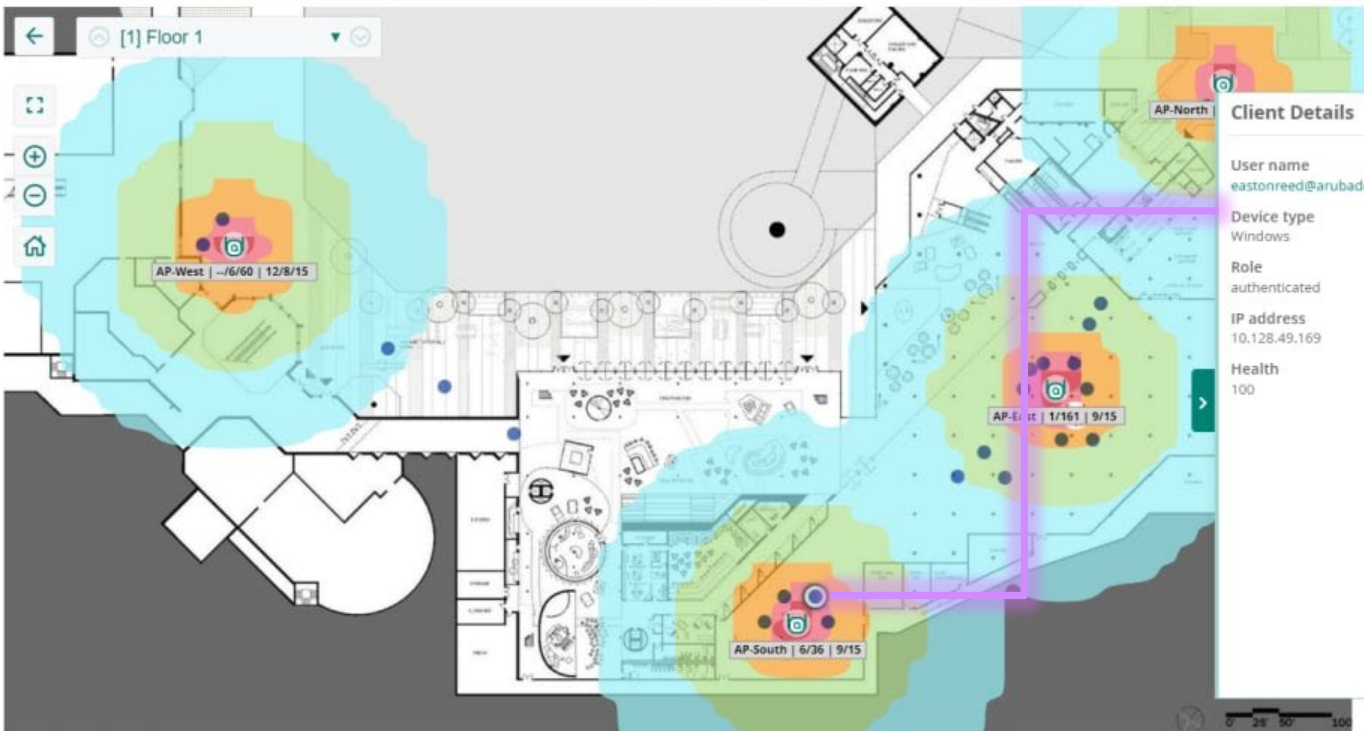 [1] Floor 1
AP-North |
Client Details
User name
eastonreed@arubad
Device type
Windows
Role
authenticated
IP address
10.128.49.169
Health
100
AP-West | --/6/60 | 12/8/15
AP-East | 1/161 | 9/15
AP-South | 6/36 | 9/15
0' 25' 50' 100